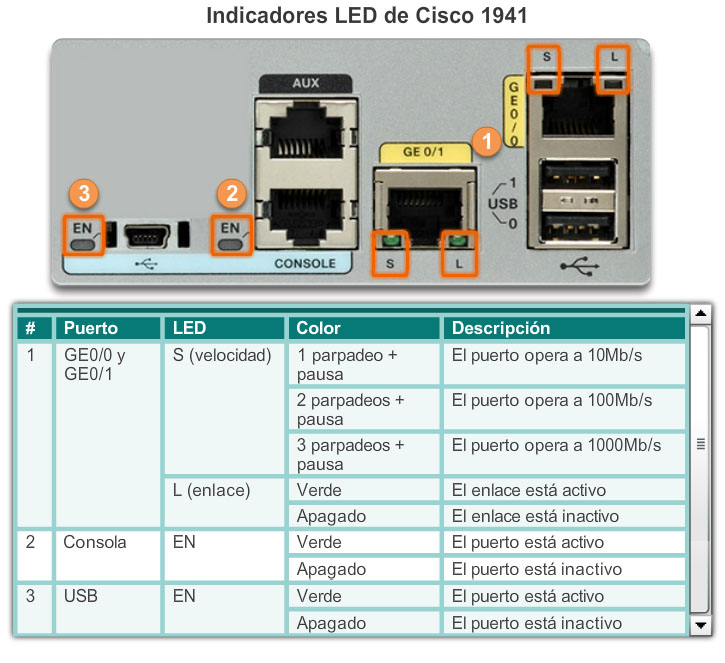 Indicadores LED de Cisco 1941
S L
AUX
GE0/0
1
GE 0/1
3
2
1
USB
0
EN
EN
CONSOLE
S L
# Puerto LED Color Descripción
1 GE0/0 y GE0/1 S (velocidad) 1 parpadeo + pausa El puerto opera a 10Mb/s
2 parpadeos + pausa El puerto opera a 100Mb/s
3 parpadeos + pausa El puerto opera a 1000Mb/s
L (enlace) Verde El enlace está activo
Apagado El enlace está inactivo
2 Consola EN Verde El puerto está activo
Apagado El puerto está inactivo
3 USB EN Verde El puerto está activo
Apagado El puerto está inactivo